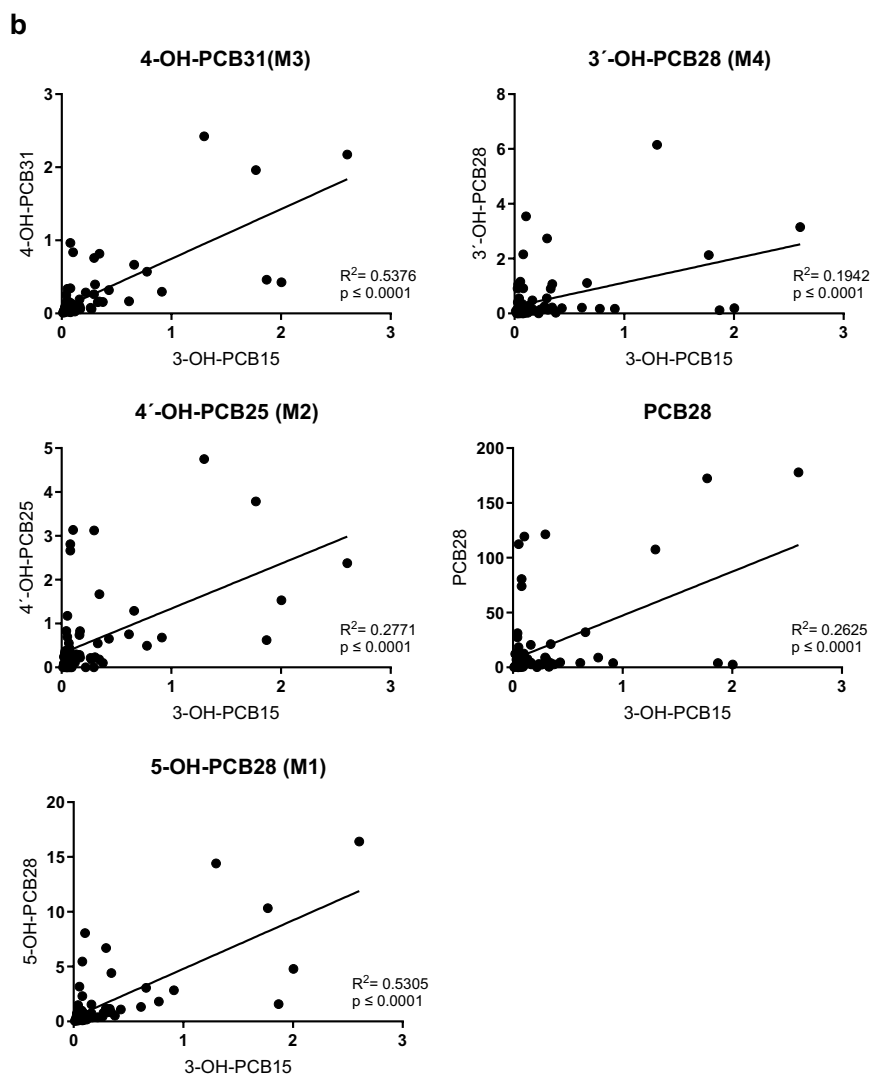 b
4-OH-PCB31(M3)
3
2
1
0
4-OH-PCB31
0 1 2 3
3-OH-PCB15
R²= 0.5376
p ≤ 0.0001
3´-OH-PCB28 (M4)
8
6
4
2
0
3´-OH-PCB28
0 1 2 3
3-OH-PCB15
R²= 0.1942
p ≤ 0.0001
4´-OH-PCB25 (M2)
5
4
3
2
1
0
4´-OH-PCB25
0 1 2 3
3-OH-PCB15
R²= 0.2771
p ≤ 0.0001
PCB28
200
150
100
50
0
PCB28
0 1 2 3
3-OH-PCB15
R²= 0.2625
p ≤ 0.0001
5-OH-PCB28 (M1)
20
15
10
5
0
5-OH-PCB28
0 1 2 3
3-OH-PCB15
R²= 0.5305
p ≤ 0.0001